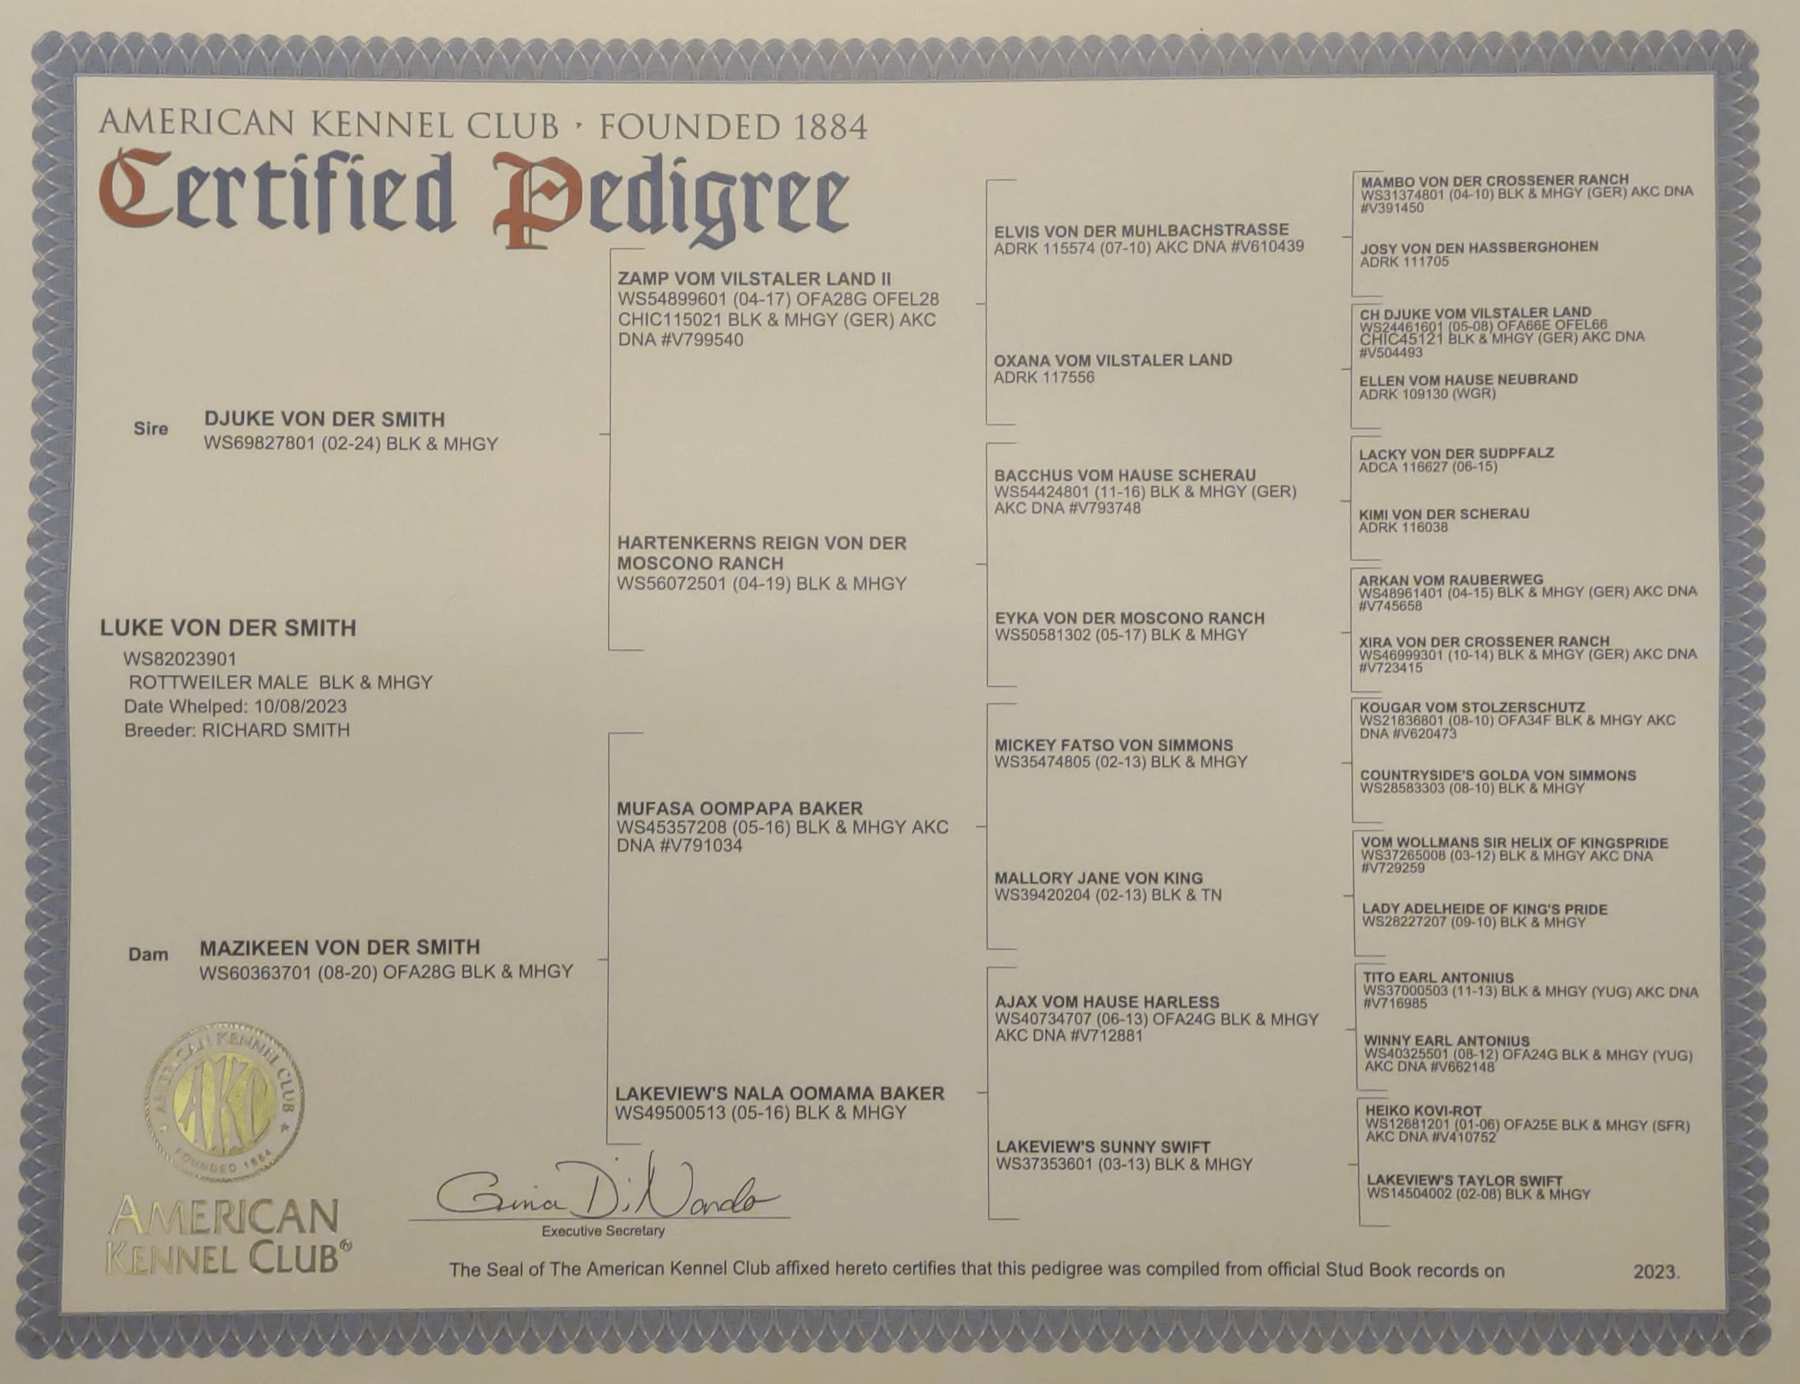 AMERICAN KENNEL CLUB · FOUNDED 1884
Certified Pedigree
Sire
DJUKE VON DER SMITH
WS69827801 (02-24) BLK & MHGY
LUKE VON DER SMITH
WS82023901
ROTTWEILER MALE BLK & MHGY
Date Whelped: 10/08/2023
Breeder: RICHARD SMITH
Dam
MAZIKEEN VON DER SMITH
WS60363701 (08-20) OFA28G BLK & MHGY
ZAMP VOM VILSTALER LAND II
WS54899601 (04-17) OFA28G OFEL28
CHIC115021 BLK & MHGY (GER) AKC
DNA #V799540
HARTENKERNS REIGN VON DER
MOSCONO RANCH
WS56072501 (04-19) BLK & MHGY
MUFASA OOMPAPA BAKER
WS45357208 (05-16) BLK & MHGY AKC
DNA #V791034
LAKEVIEW'S NALA OOMAMA BAKER
WS49500513 (05-16) BLK & MHGY
ELVIS VON DER MUHLBACHSTRASSE
ADRK 115574 (07-10) AKC DNA #V610439
OXANA VOM VILSTALER LAND
ADRK 117556
BACCHUS VOM HAUSE SCHERAU
WS54424801 (11-16) BLK & MHGY (GER)
AKC DNA #V793748
EYKA VON DER MOSCONO RANCH
WS50581302 (05-17) BLK & MHGY
MICKEY FATSO VON SIMMONS
WS35474805 (02-13) BLK & MHGY
MALLORY JANE VON KING
WS39420204 (02-13) BLK & TN
AJAX VOM HAUSE HARLESS
WS40734707 (06-13) OFA24G BLK & MHGY
AKC DNA #V712881
LAKEVIEW'S SUNNY SWIFT
WS37353601 (03-13) BLK & MHGY
MAMBO VON DER CROSSENER RANCH
WS31374801 (04-10) BLK & MHGY (GER) AKC DNA
#V391450
JOSY VON DEN HASSBERGHOHEN
ADRK 111705
CH DJUKE VOM VILSTALER LAND
WS24461601 (05-08) OFA66E OFEL66
CHIC45121 BLK & MHGY (GER) AKC DNA
#V504493
ELLEN VOM HAUSE NEUBRAND
ADRK 109130 (WGR)
LACKY VON DER SUDPFALZ
ADCA 116627 (06-15)
KIMI VON DER SCHERAU
ADRK 116038
ARKAN VOM RAUBERWEG
WS48961401 (04-15) BLK & MHGY (GER) AKC DNA
#V745658
XIRA VON DER CROSSENER RANCH
WS46999301 (10-14) BLK & MHGY (GER) AKC DNA
#V723415
KOUGAR VOM STOLZERSCHUTZ
WS21836801 (08-10) OFA34F BLK & MHGY AKC
DNA #V620473
COUNTRYSIDE'S GOLDA VON SIMMONS
WS28583303 (08-10) BLK & MHGY
VOM WOLLMANS SIR HELIX OF KINGSPRIDE
WS37265008 (03-12) BLK & MHGY AKC DNA
#V729259
LADY ADELHEIDE OF KING'S PRIDE
WS28227207 (09-10) BLK & MHGY
TITO EARL ANTONIUS
WS37000503 (11-13) BLK & MHGY (YUG) AKC DNA
#V716985
WINNY EARL ANTONIUS
WS40325501 (08-12) OFA24G BLK & MHGY (YUG)
AKC DNA #V662148
HEIKO KOVI-ROT
WS12681201 (01-06) OFA25E BLK & MHGY (SFR)
AKC DNA #V410752
LAKEVIEW'S TAYLOR SWIFT
WS14504002 (02-08) BLK & MHGY
AMERICAN KENNEL CLUB
AKC
FOUNDED 1884
AMERICAN
KENNEL CLUB®
Gina DiNardo
Executive Secretary
The Seal of The American Kennel Club affixed hereto certifies that this pedigree was compiled from official Stud Book records on 2023.